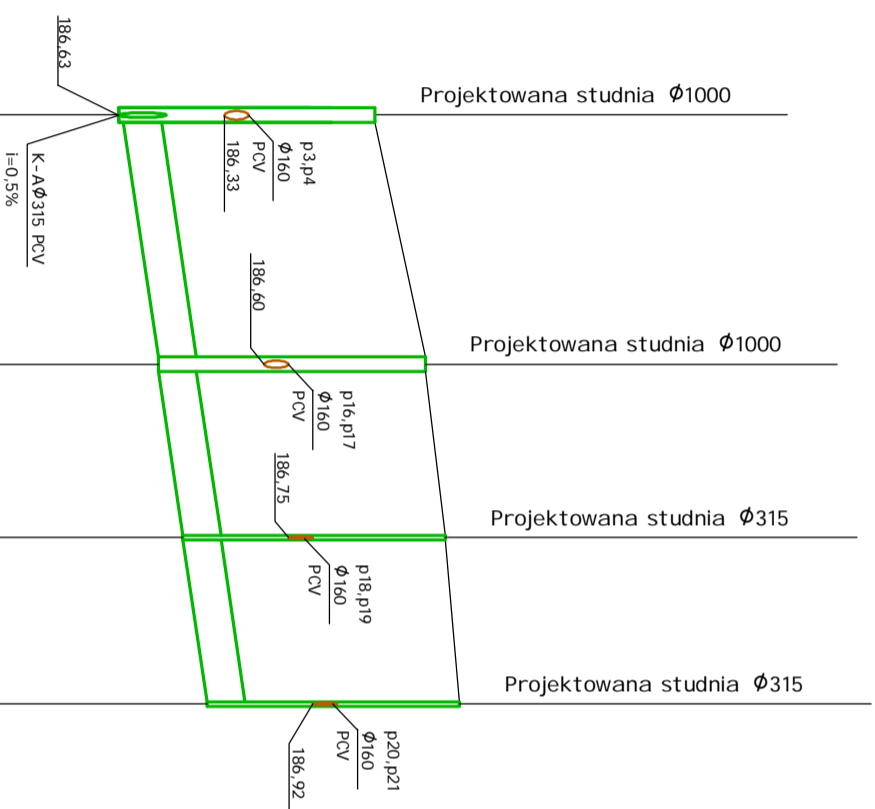 186,63
Projektowana studnia Ø1000
K-AØ315 PCV
i=0,5%
186,33
p3,p4
Ø160
PCV
Projektowana studnia Ø1000
186,60
p16,p17
Ø160
PCV
Projektowana studnia Ø315
186,75
p18,p19
Ø160
PCV
Projektowana studnia Ø315
186,92
p20,p21
Ø160
PCV